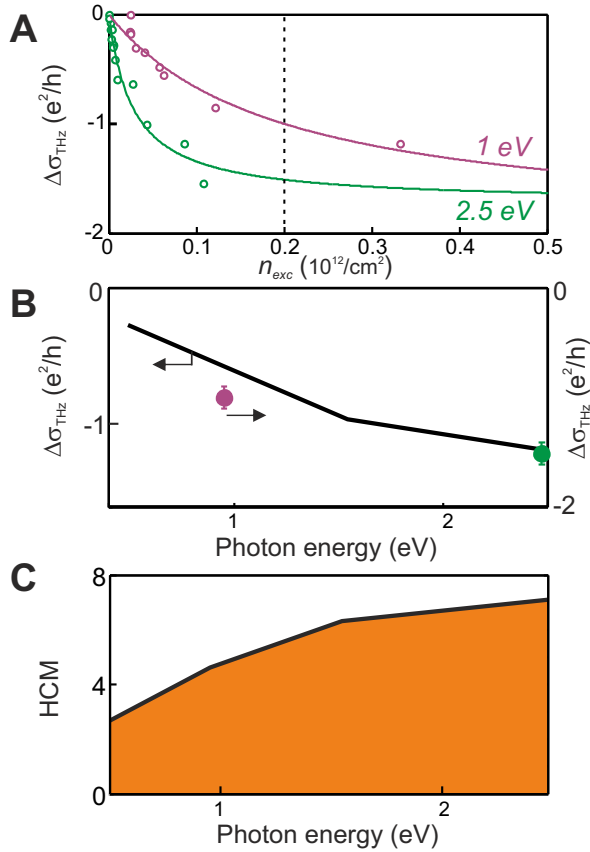 A
0
-1
-2
Δσ_THz (e²/h)
1 eV
2.5 eV
0 0.1 0.2 0.3 0.4 0.5
n_exc (10¹²/cm²)
B
0 0
-1
-2
Δσ_THz (e²/h)
Δσ_THz (e²/h)
1 2
Photon energy (eV)
C
8
4
0
HCM
1 2
Photon energy (eV)